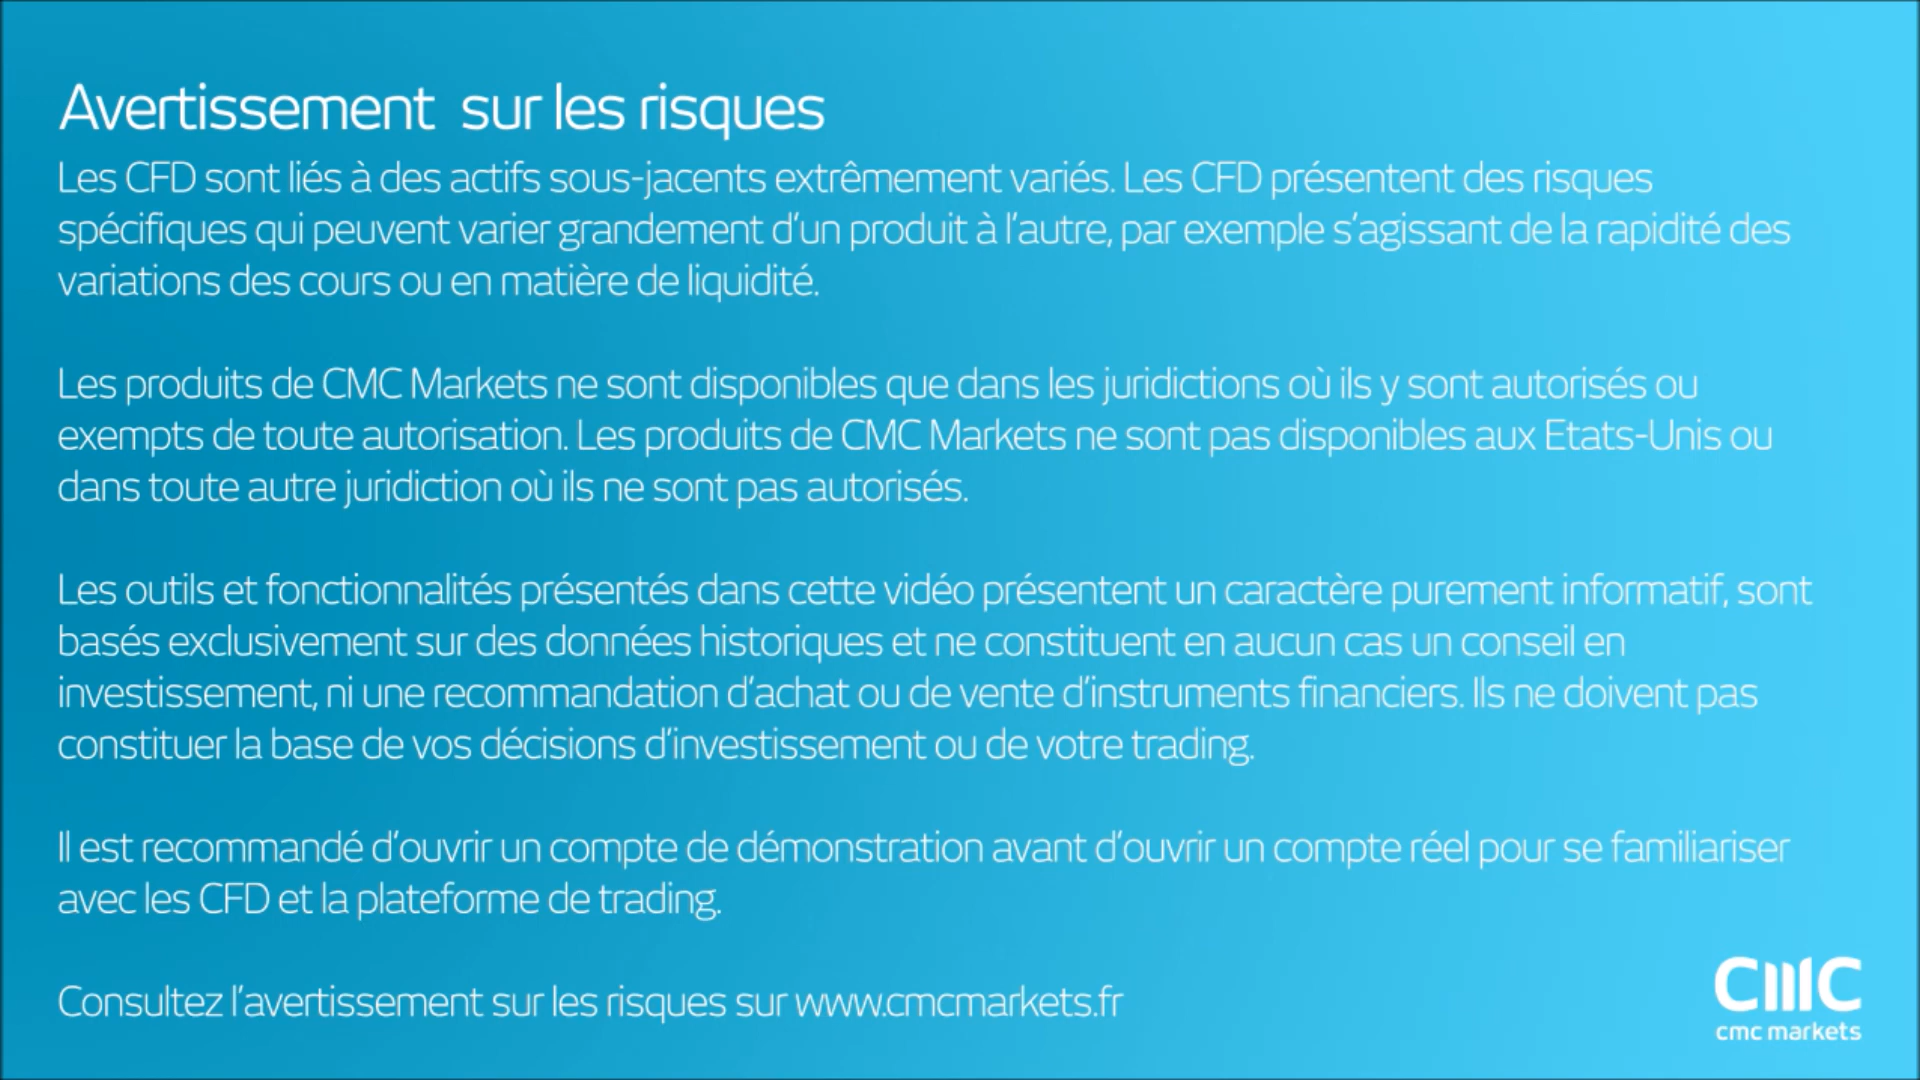 Avertissement sur les risques
Les CFD sont liés à des actifs sous-jacents extrêmement variés. Les CFD présentent des risques
spécifiques qui peuvent varier grandement d'un produit à l'autre, par exemple s'agissant de la rapidité des
variations des cours ou en matière de liquidité.
Les produits de CMC Markets ne sont disponibles que dans les juridictions où ils y sont autorisés ou
exempts de toute autorisation. Les produits de CMC Markets ne sont pas disponibles aux Etats-Unis ou
dans toute autre juridiction où ils ne sont pas autorisés.
Les outils et fonctionnalités présentés dans cette vidéo présentent un caractère purement informatif, sont
basés exclusivement sur des données historiques et ne constituent en aucun cas un conseil en
investissement, ni une recommandation d'achat ou de vente d'instruments financiers. Ils ne doivent pas
constituer la base de vos décisions d'investissement ou de votre trading.
Il est recommandé d'ouvrir un compte de démonstration avant d'ouvrir un compte réel pour se familiariser
avec les CFD et la plateforme de trading.
Consultez l'avertissement sur les risques sur www.cmcmarkets.fr
CMC
cmc markets